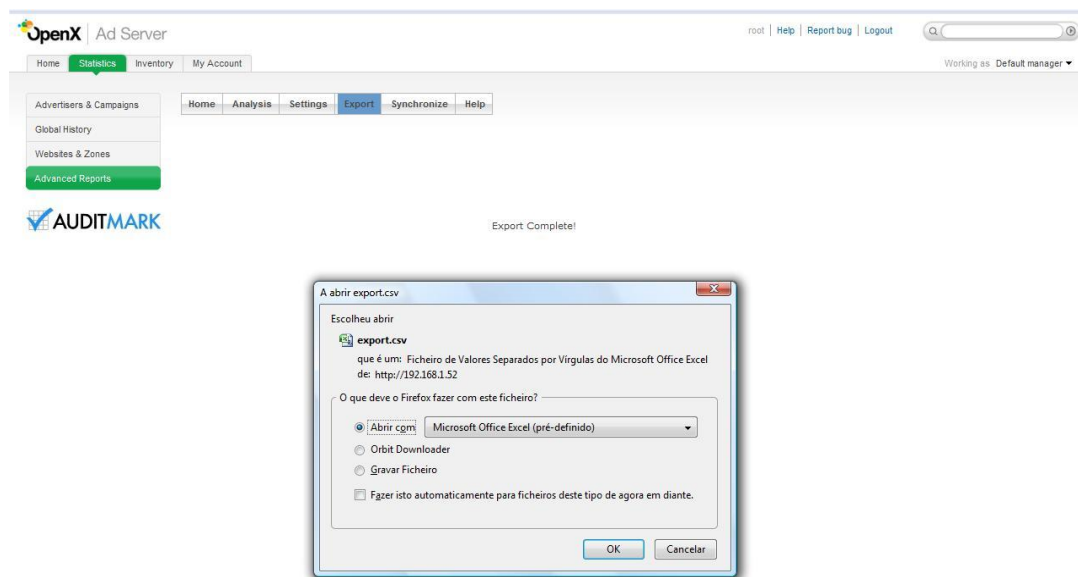 OpenX | Ad Server
root | Help | Report bug | Logout
Home Statistics Inventory My Account
Working as Default manager
Advertisers & Campaigns
Global History
Websites & Zones
Advanced Reports
Home Analysis Settings Export Synchronize Help
AUDITMARK
Export Complete!
A abrir export.csv
Escolheu abrir
export.csv
que é um: Ficheiro de Valores Separados por Vírgulas do Microsoft Office Excel
de: http://192.168.1.52
O que deve o Firefox fazer com este ficheiro?
Abrir com Microsoft Office Excel (pré-definido)
Orbit Downloader
Gravar Ficheiro
Fazer isto automaticamente para ficheiros deste tipo de agora em diante.
OK Cancelar